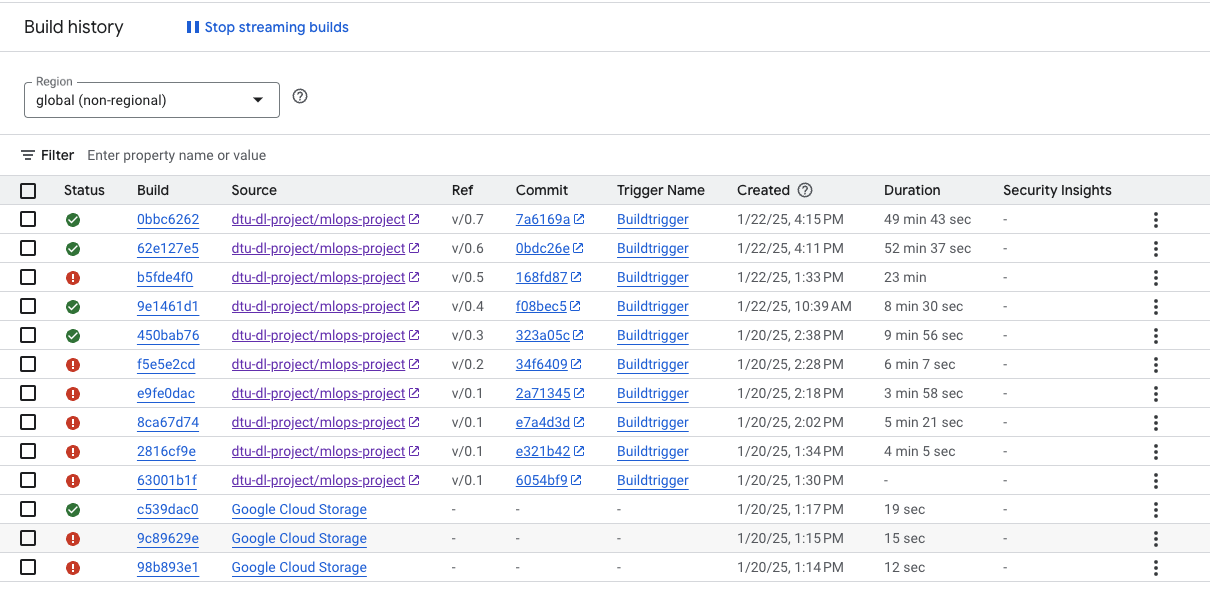 Build history Stop streaming builds
Region
global (non-regional)
Filter Enter property name or value
Status Build Source Ref Commit Trigger Name Created Duration Security Insights
0bbc6262 dtu-dl-project/mlops-project v/0.7 7a6169a Buildtrigger 1/22/25, 4:15 PM 49 min 43 sec -
62e127e5 dtu-dl-project/mlops-project v/0.6 0bdc26e Buildtrigger 1/22/25, 4:11 PM 52 min 37 sec -
b5fde4f0 dtu-dl-project/mlops-project v/0.5 168fd87 Buildtrigger 1/22/25, 1:33 PM 23 min -
9e1461d1 dtu-dl-project/mlops-project v/0.4 f08bec5 Buildtrigger 1/22/25, 10:39 AM 8 min 30 sec -
450bab76 dtu-dl-project/mlops-project v/0.3 323a05c Buildtrigger 1/20/25, 2:38 PM 9 min 56 sec -
f5e5e2cd dtu-dl-project/mlops-project v/0.2 34f6409 Buildtrigger 1/20/25, 2:28 PM 6 min 7 sec -
e9fe0dac dtu-dl-project/mlops-project v/0.1 2a71345 Buildtrigger 1/20/25, 2:18 PM 3 min 58 sec -
8ca67d74 dtu-dl-project/mlops-project v/0.1 e7a4d3d Buildtrigger 1/20/25, 2:02 PM 5 min 21 sec -
2816cf9e dtu-dl-project/mlops-project v/0.1 e321b42 Buildtrigger 1/20/25, 1:34 PM 4 min 5 sec -
63001b1f dtu-dl-project/mlops-project v/0.1 6054bf9 Buildtrigger 1/20/25, 1:30 PM - -
c539dac0 Google Cloud Storage - - - 1/20/25, 1:17 PM 19 sec -
9c89629e Google Cloud Storage - - - 1/20/25, 1:15 PM 15 sec -
98b893e1 Google Cloud Storage - - - 1/20/25, 1:14 PM 12 sec -